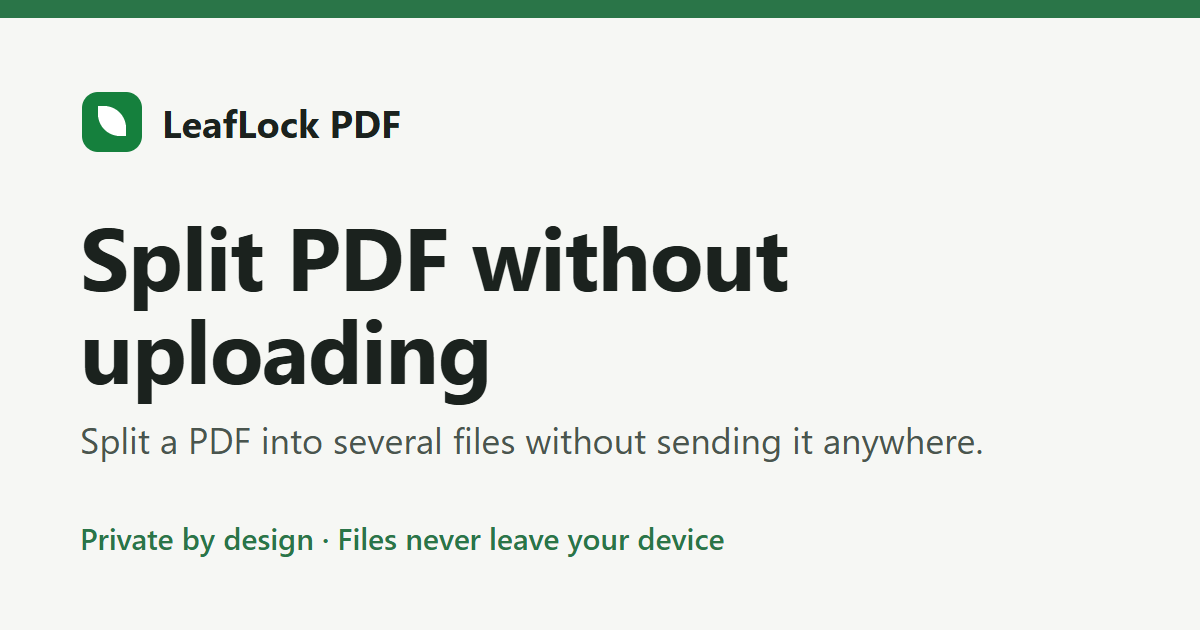 LeafLock PDF
Split PDF without
uploading
Split a PDF into several files without sending it anywhere.
Private by design · Files never leave your device